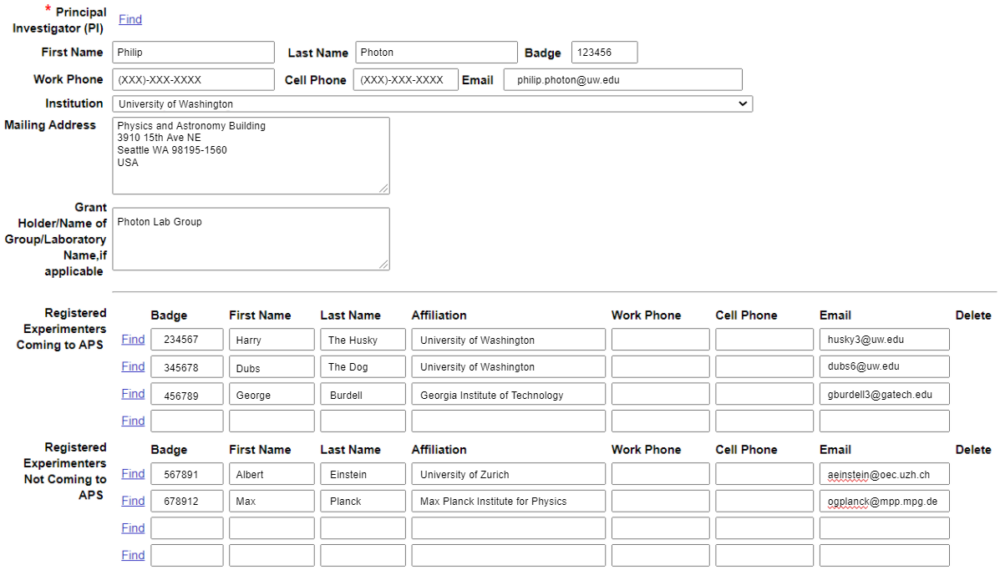 * Principal Investigator (PI) Find
First Name Philip Last Name Photon Badge 123456
Work Phone (XXX)-XXX-XXXX Cell Phone (XXX)-XXX-XXXX Email philip.photon@uw.edu
Institution University of Washington
Mailing Address
Physics and Astronomy Building
3910 15th Ave NE
Seattle WA 98195-1560
USA
Grant
Holder/Name of
Group/Laboratory
Name,if
applicable
Photon Lab Group
Registered
Experimenters
Coming to APS
Badge First Name Last Name Affiliation Work Phone Cell Phone Email Delete
Find 234567 Harry The Husky University of Washington husky3@uw.edu
Find 345678 Dubs The Dog University of Washington dubs6@uw.edu
Find 456789 George Burdell Georgia Institute of Technology gburdell3@gatech.edu
Find
Registered
Experimenters
Not Coming to
APS
Badge First Name Last Name Affiliation Work Phone Cell Phone Email Delete
Find 567891 Albert Einstein University of Zurich aeinstein@oec.uzh.ch
Find 678912 Max Planck Max Planck Institute for Physics ogplanck@mpp.mpg.de
Find
Find